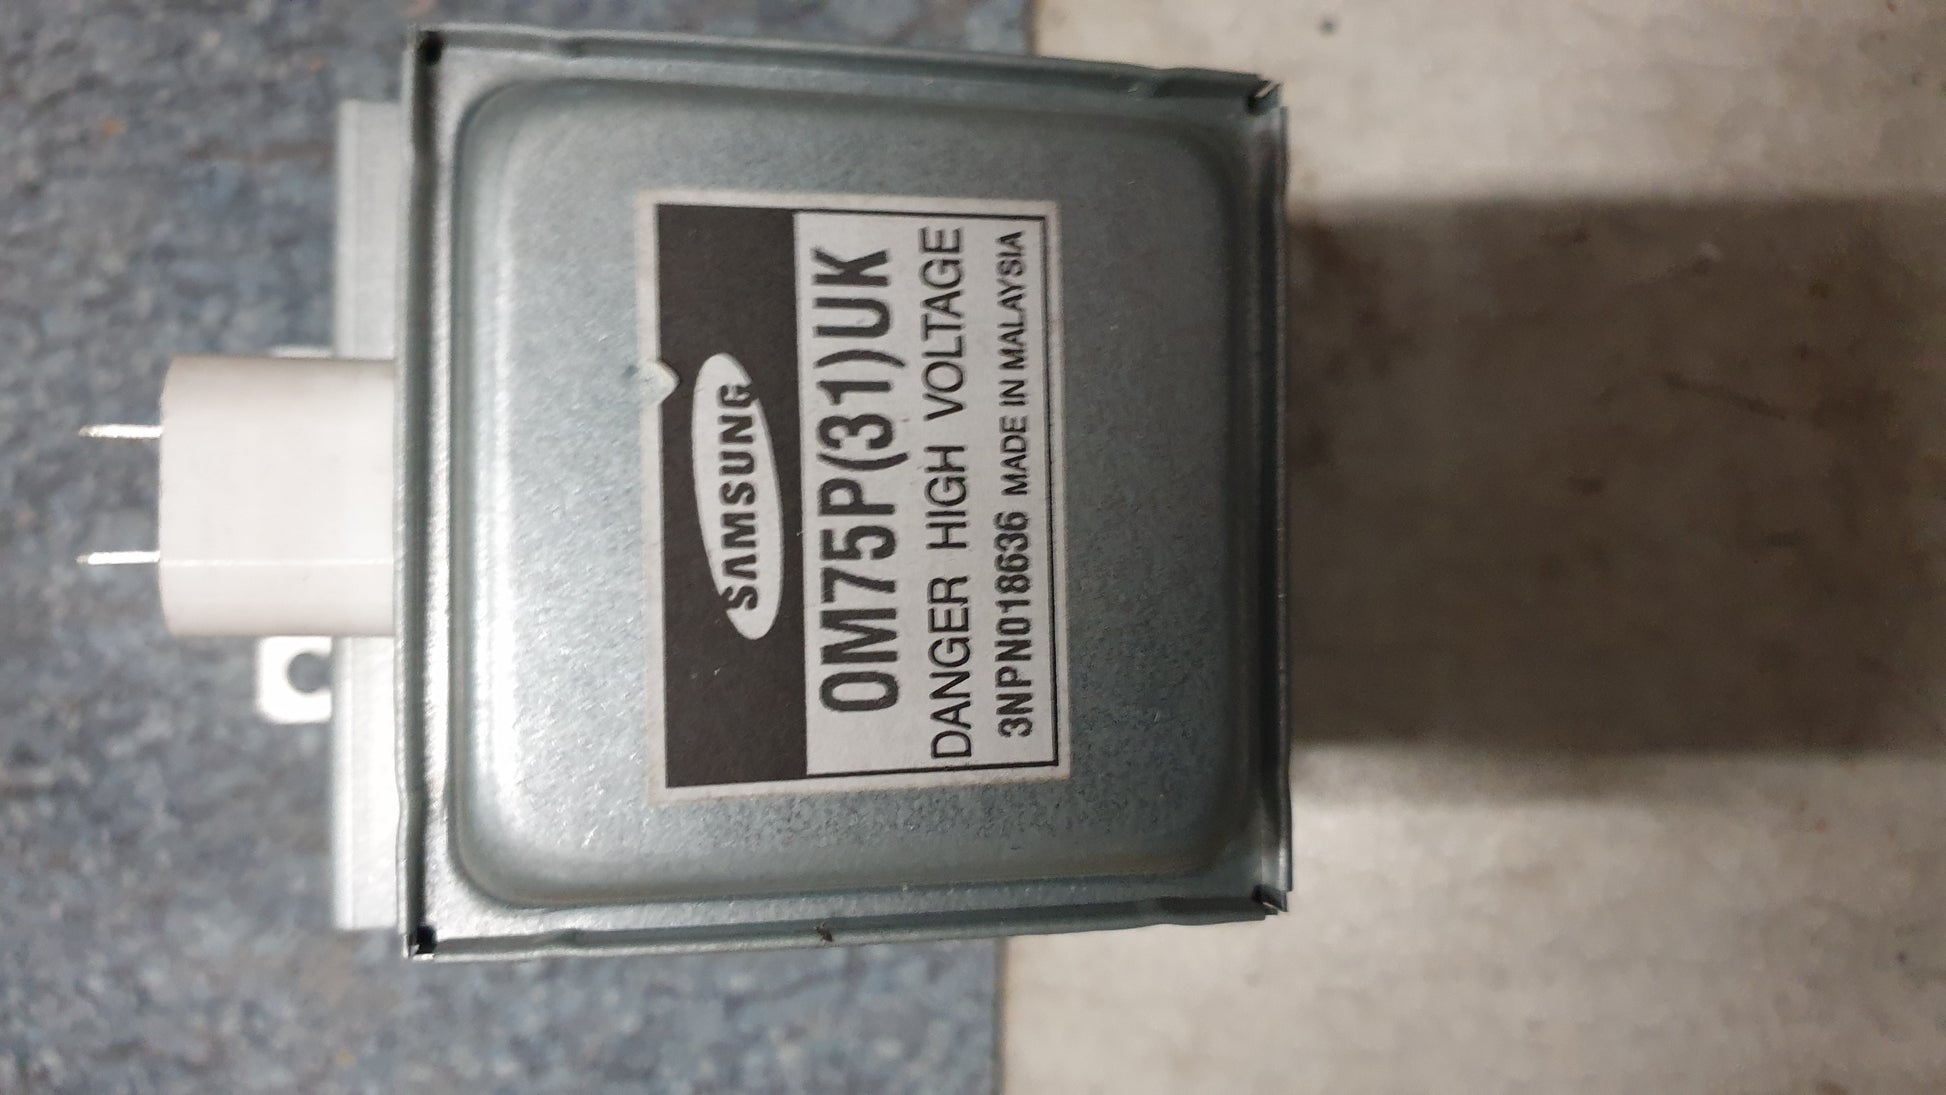 SAMSUNG
OM75P(31)UK
DANGER HIGH VOLTAGE
3NPN018636 MADE IN MALAYSIA